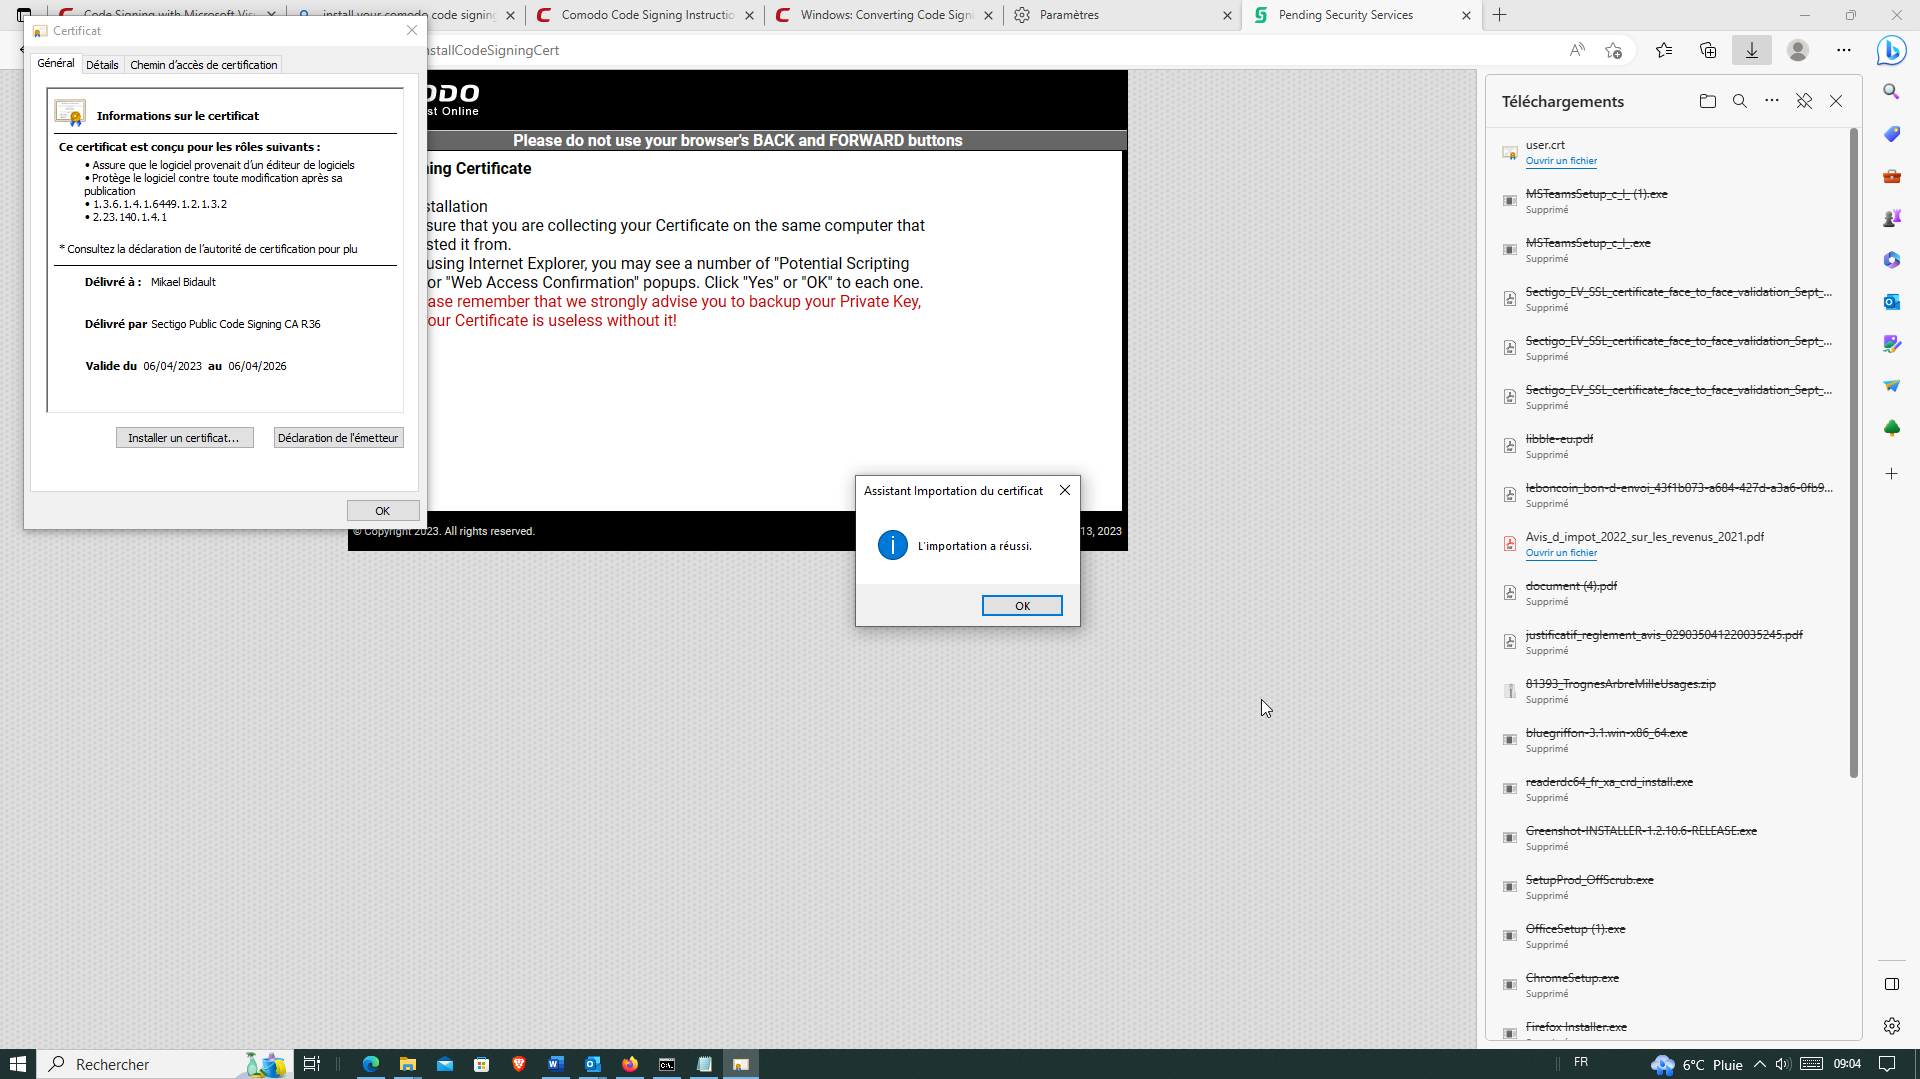 Certificat
Code Signing with Microsoft Vis
install your comodo code signing
Comodo Code Signing Instructio
Windows: Converting Code Sign
Paramètres
Pending Security Services
nstallCodeSigningCert
Général
Détails
Chemin d'accès de certification
Informations sur le certificat
Ce certificat est conçu pour les rôles suivants :
• Assure que le logiciel provenait d'un éditeur de logiciels
• Protège le logiciel contre toute modification après sa
publication
• 1.3.6.1.4.1.6449.1.2.1.3.2
• 2.23.140.1.4.1
* Consultez la déclaration de l'autorité de certification pour plu
Délivré à : Mikael Bidault
Délivré par Sectigo Public Code Signing CA R36
Valide du 06/04/2023 au 06/04/2026
Installer un certificat...
Déclaration de l'émetteur
OK
ODO
st Online
Please do not use your browser's BACK and FORWARD buttons
ing Certificate
stallation
sure that you are collecting your Certificate on the same computer that
sted it from.
using Internet Explorer, you may see a number of "Potential Scripting
or "Web Access Confirmation" popups. Click "Yes" or "OK" to each one.
ase remember that we strongly advise you to backup your Private Key,
our Certificate is useless without it!
© Copyright 2023. All rights reserved.
13, 2023
Assistant Importation du certificat
L'importation a réussi.
OK
Téléchargements
user.crt
Ouvrir un fichier
MSTeamsSetup_c_l_ (1).exe
Supprimé
MSTeamsSetup_c_l_.exe
Supprimé
Sectigo_EV_SSL_certificate_face_to_face_validation_Sept_...
Supprimé
Sectigo_EV_SSL_certificate_face_to_face_validation_Sept_...
Supprimé
Sectigo_EV_SSL_certificate_face_to_face_validation_Sept_...
Supprimé
libble-eu.pdf
Supprimé
leboncoin_bon-d-envoi_43f1b073-a684-427d-a3a6-0fb9...
Supprimé
Avis_d_impot_2022_sur_les_revenus_2021.pdf
Ouvrir un fichier
document (4).pdf
Supprimé
justificatif_reglement_avis_029035041220035245.pdf
Supprimé
81393_TrognesArbreMilleUsages.zip
Supprimé
bluegriffon-3.1.win-x86_64.exe
Supprimé
readerdc64_fr_xa_crd_install.exe
Supprimé
Greenshot-INSTALLER-1.2.10.6-RELEASE.exe
Supprimé
SetupProd_OffScrub.exe
Supprimé
OfficeSetup (1).exe
Supprimé
ChromeSetup.exe
Supprimé
Firefox Installer.exe
Rechercher
FR
6°C Pluie
09:04